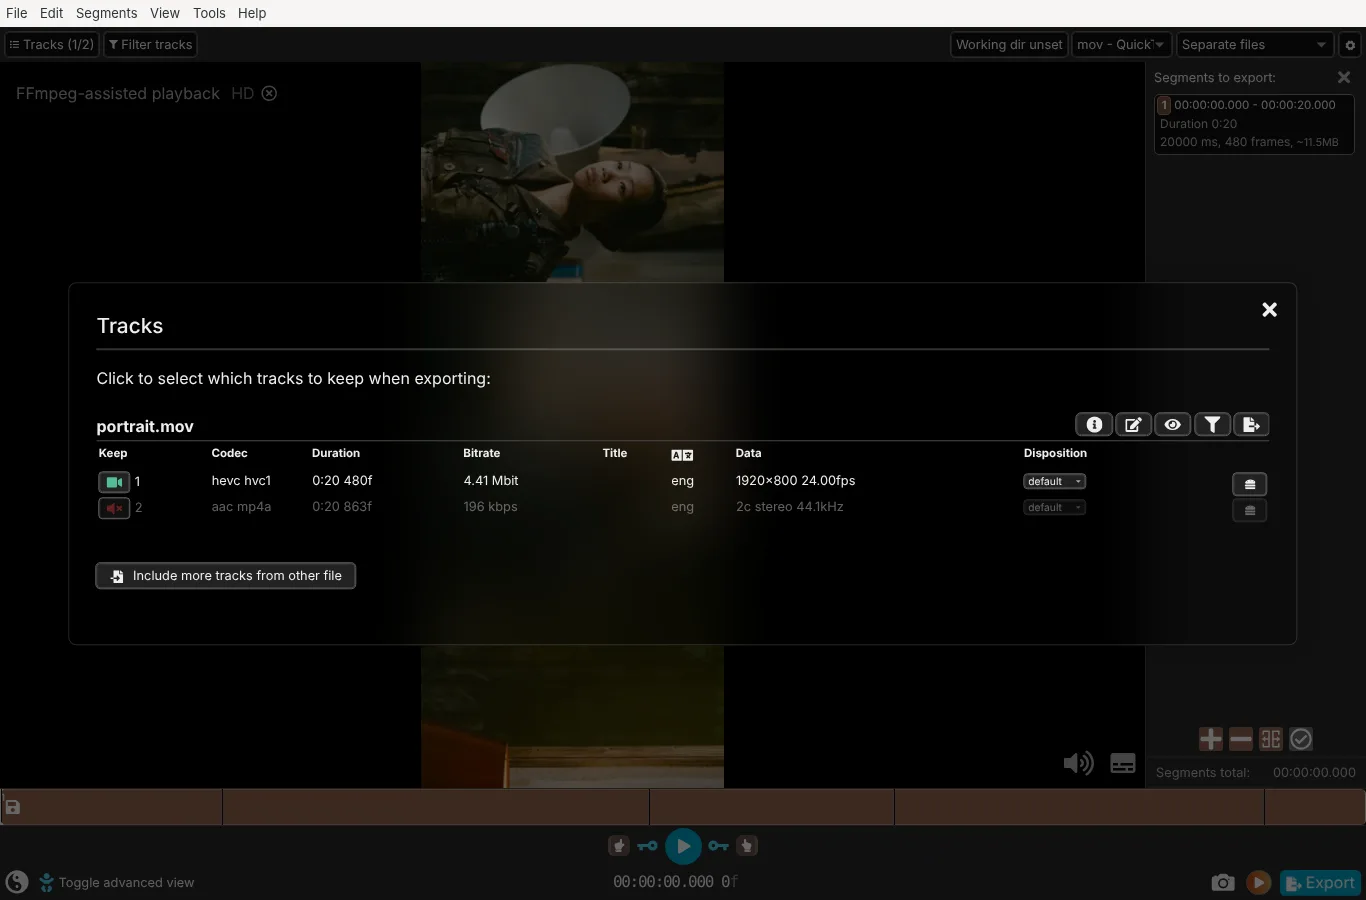 File Edit Segments View Tools Help
Tracks (1/2) Filter tracks Working dir unset mov - Quick Separate files
FFmpeg-assisted playback HD
Segments to export:
1 00:00:00.000 - 00:00:20.000
Duration 0:20
20000 ms, 480 frames, ~11.5MB
Tracks
Click to select which tracks to keep when exporting:
portrait.mov
Keep Codec Duration Bitrate Title Data Disposition
1 hevc hvc1 0:20 480f 4.41 Mbit eng 1920×800 24.00fps default
2 aac mp4a 0:20 863f 196 kbps eng 2c stereo 44.1kHz default
Include more tracks from other file
Segments total: 00:00:00.000
00:00:00.000 0f
Toggle advanced view Export